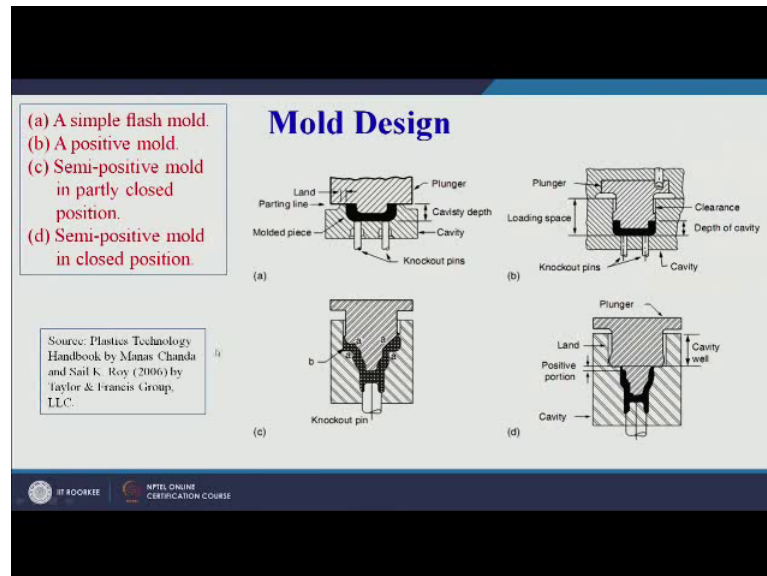 Mold Design
(a) A simple flash mold.
(b) A positive mold.
(c) Semi-positive mold
in partly closed
position.
(d) Semi-positive mold
in closed position.
Source: Plastics Technology
Handbook by Manas Chanda
and Sail K. Roy (2006) by
Taylor & Francis Group,
LLC.
Land
Plunger
Parting line
Cavisty depth
Molded piece
Cavity
Knockout pins
(a)
Plunger
Clearance
Loading space
Depth of cavity
Knockout pins
Cavity
(b)
a
a
b
a
a
Knockout pin
(c)
Plunger
Land
Cavity
well
Positive
portion
Cavity
(d)
IIT ROORKEE
NPTEL ONLINE
CERTIFICATION COURSE